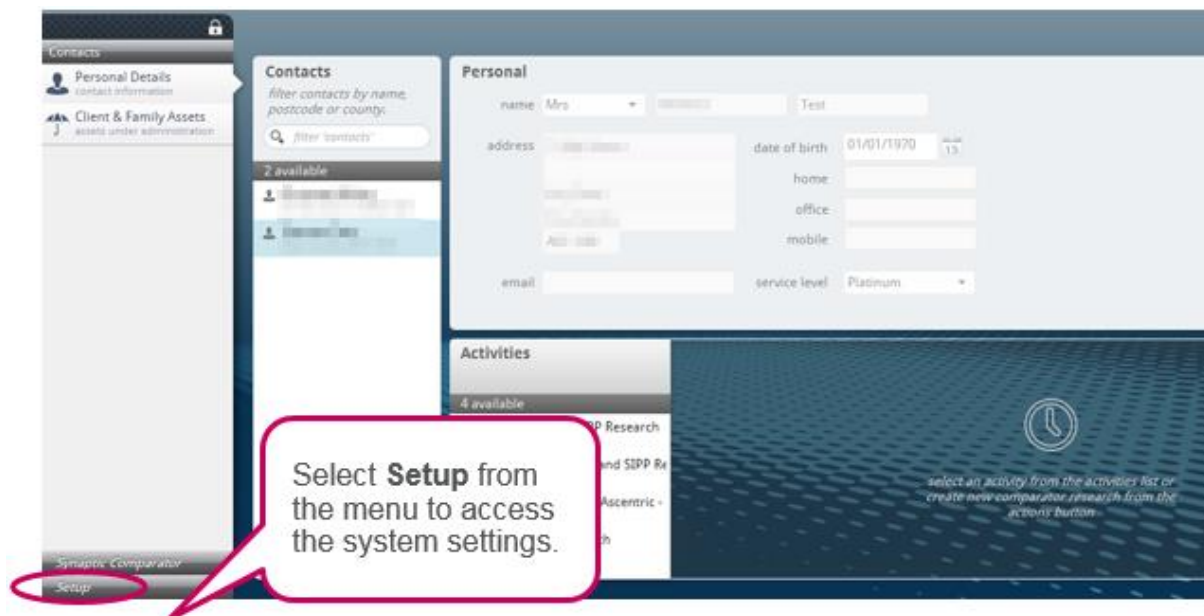 Contacts
Personal Details
contact information
Client & Family Assets
assets under administration
Contacts
filter contacts by name,
postcode or county.
filter 'contacts'
2 available
Personal
name Mrs Test
address
date of birth 01/01/1970 15
home
office
mobile
email
service level Platinum
Activities
4 available
PP Research
and SIPP Re
Ascentric -
select an activity from the activities list or
create new comparator research from the
actions button
Select Setup from
the menu to access
the system settings.
Synaptic Comparator
Setup